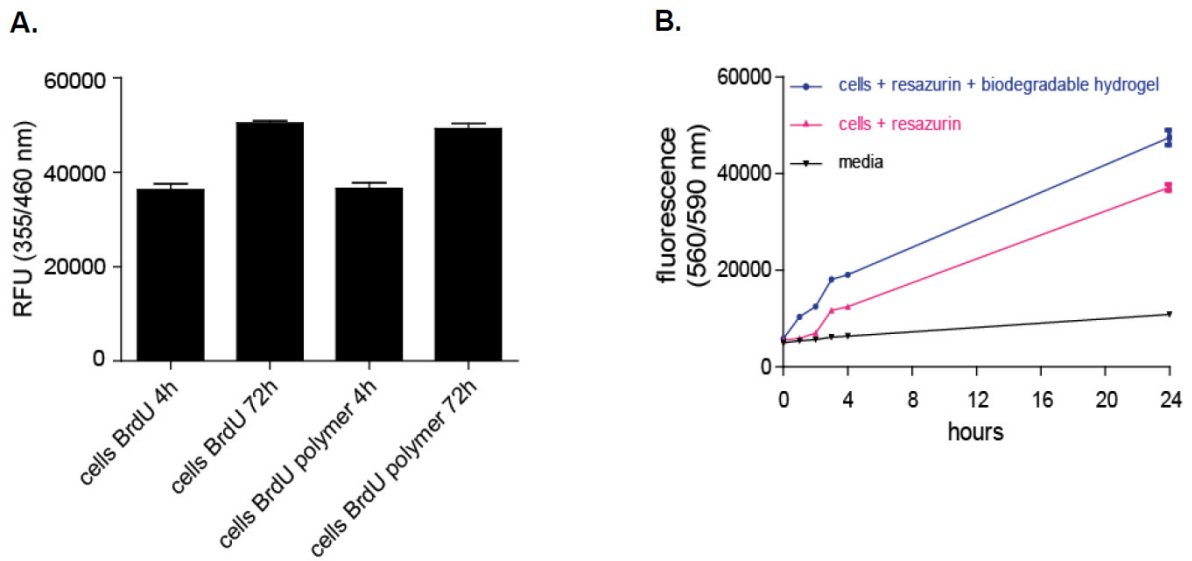 A.
RFU (355/460 nm)
60000
40000
20000
0
cells BrdU 4h
cells BrdU 72h
cells BrdU polymer 4h
cells BrdU polymer 72h
B.
fluorescence
(560/590 nm)
60000
40000
20000
0
cells + resazurin + biodegradable hydrogel
cells + resazurin
media
0 4 8 12 16 20 24
hours